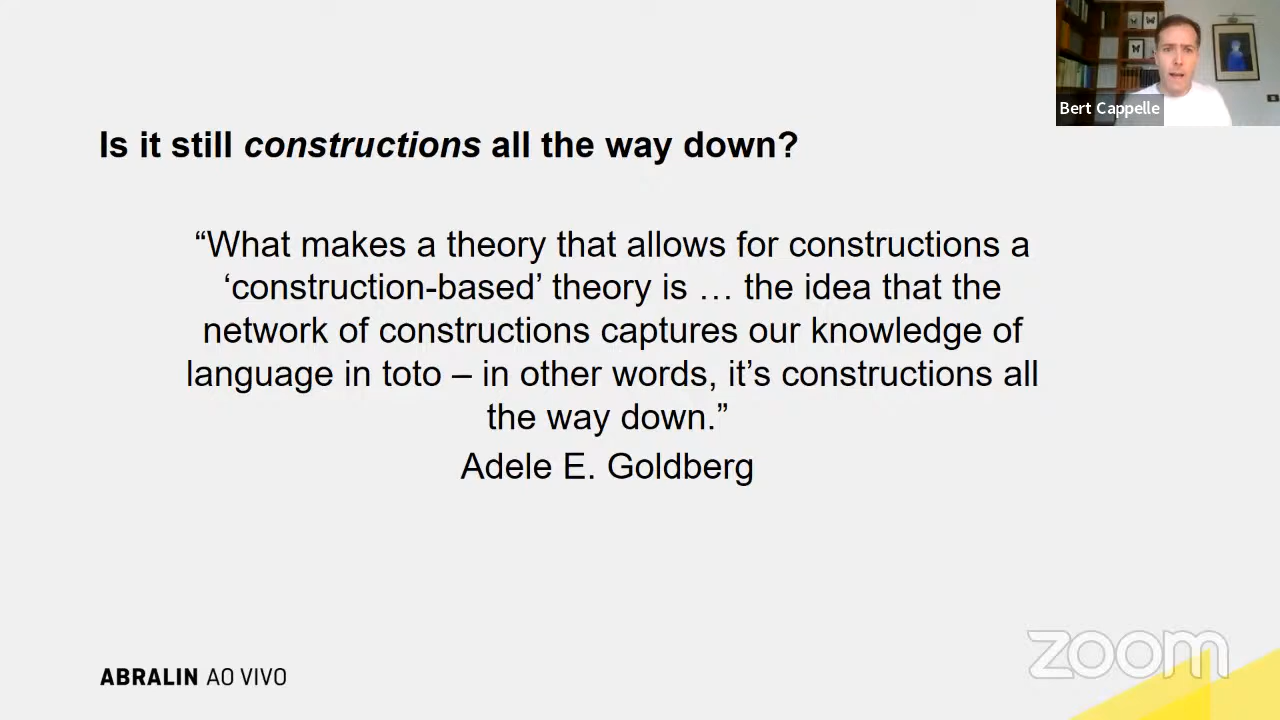 Bert Cappelle
Is it still constructions all the way down?
“What makes a theory that allows for constructions a
‘construction-based’ theory is … the idea that the
network of constructions captures our knowledge of
language in toto – in other words, it’s constructions all
the way down.”
Adele E. Goldberg
ABRALIN AO VIVO
zoom